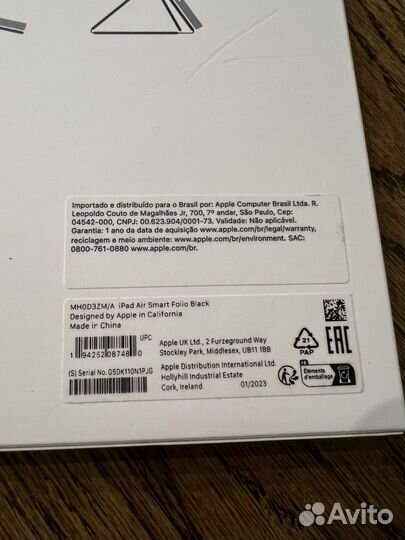 Importado e distribuído para o Brasil por: Apple Computer Brasil Ltda. R.
Leopoldo Couto de Magalhães Jr, 700, 7º andar, São Paulo, Cep:
04542-000, CNPJ: 00.623.904/0001-73. Validade: Não aplicável.
Garantia: 1 ano da data de aquisição www.apple.com/br/legal/warranty,
reciclagem e meio ambiente: www.apple.com/br/environment. SAC:
0800-761-0880 www.apple.com/br.
MH0D3ZM/A iPad Air Smart Folio Black
Designed by Apple in California
Made in China
UPC
1 94252 08748 0
(S) Serial No. G5DK110N1PJG
Apple UK Ltd., 2 Furzeground Way
Stockley Park, Middlesex, UB11 1BB
Apple Distribution International Ltd.
Hollyhill Industrial Estate
Cork, Ireland
01/2023
21
PAP
EAC
FR
Éléments
d'emballage
Avito